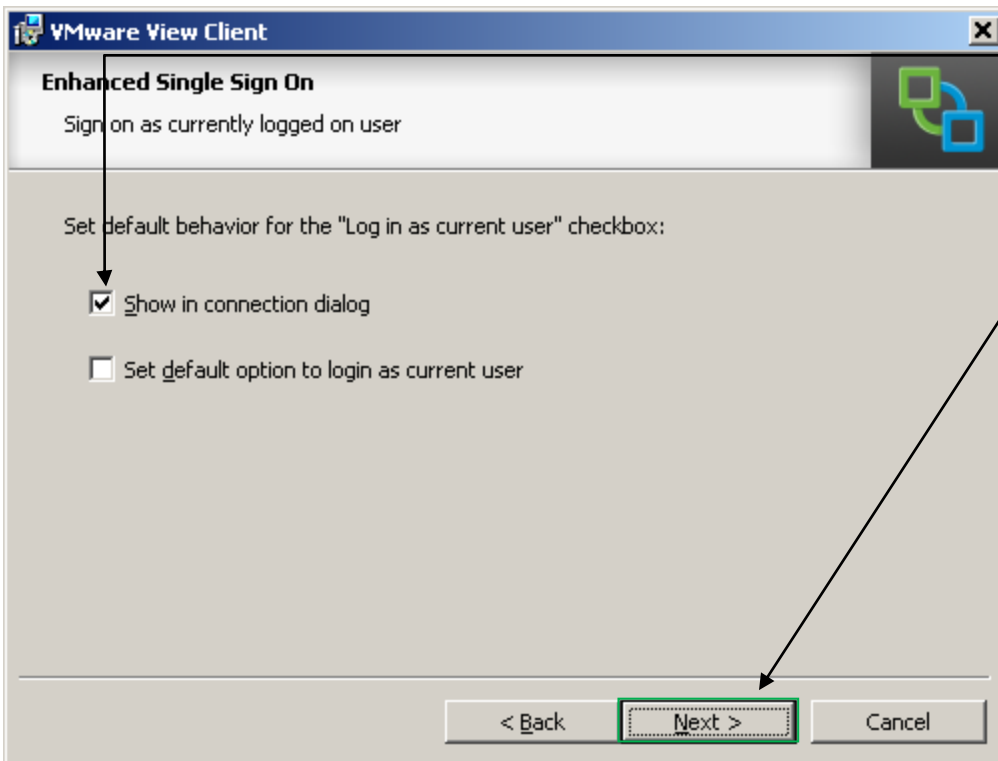 VMware View Client
Enhanced Single Sign On
Sign on as currently logged on user
Set default behavior for the "Log in as current user" checkbox:
Show in connection dialog
Set default option to login as current user
< Back Next > Cancel